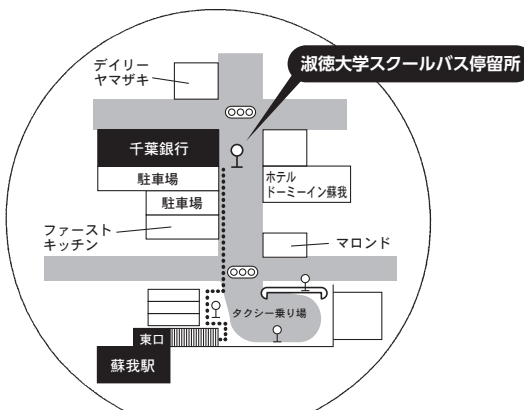 淑徳大学スクールバス停留所
デイリー
ヤマザキ
千葉銀行
駐車場
駐車場
ホテル
ドーミーイン蘇我
ファースト
キッチン
マロンド
タクシー乗り場
東口
蘇我駅